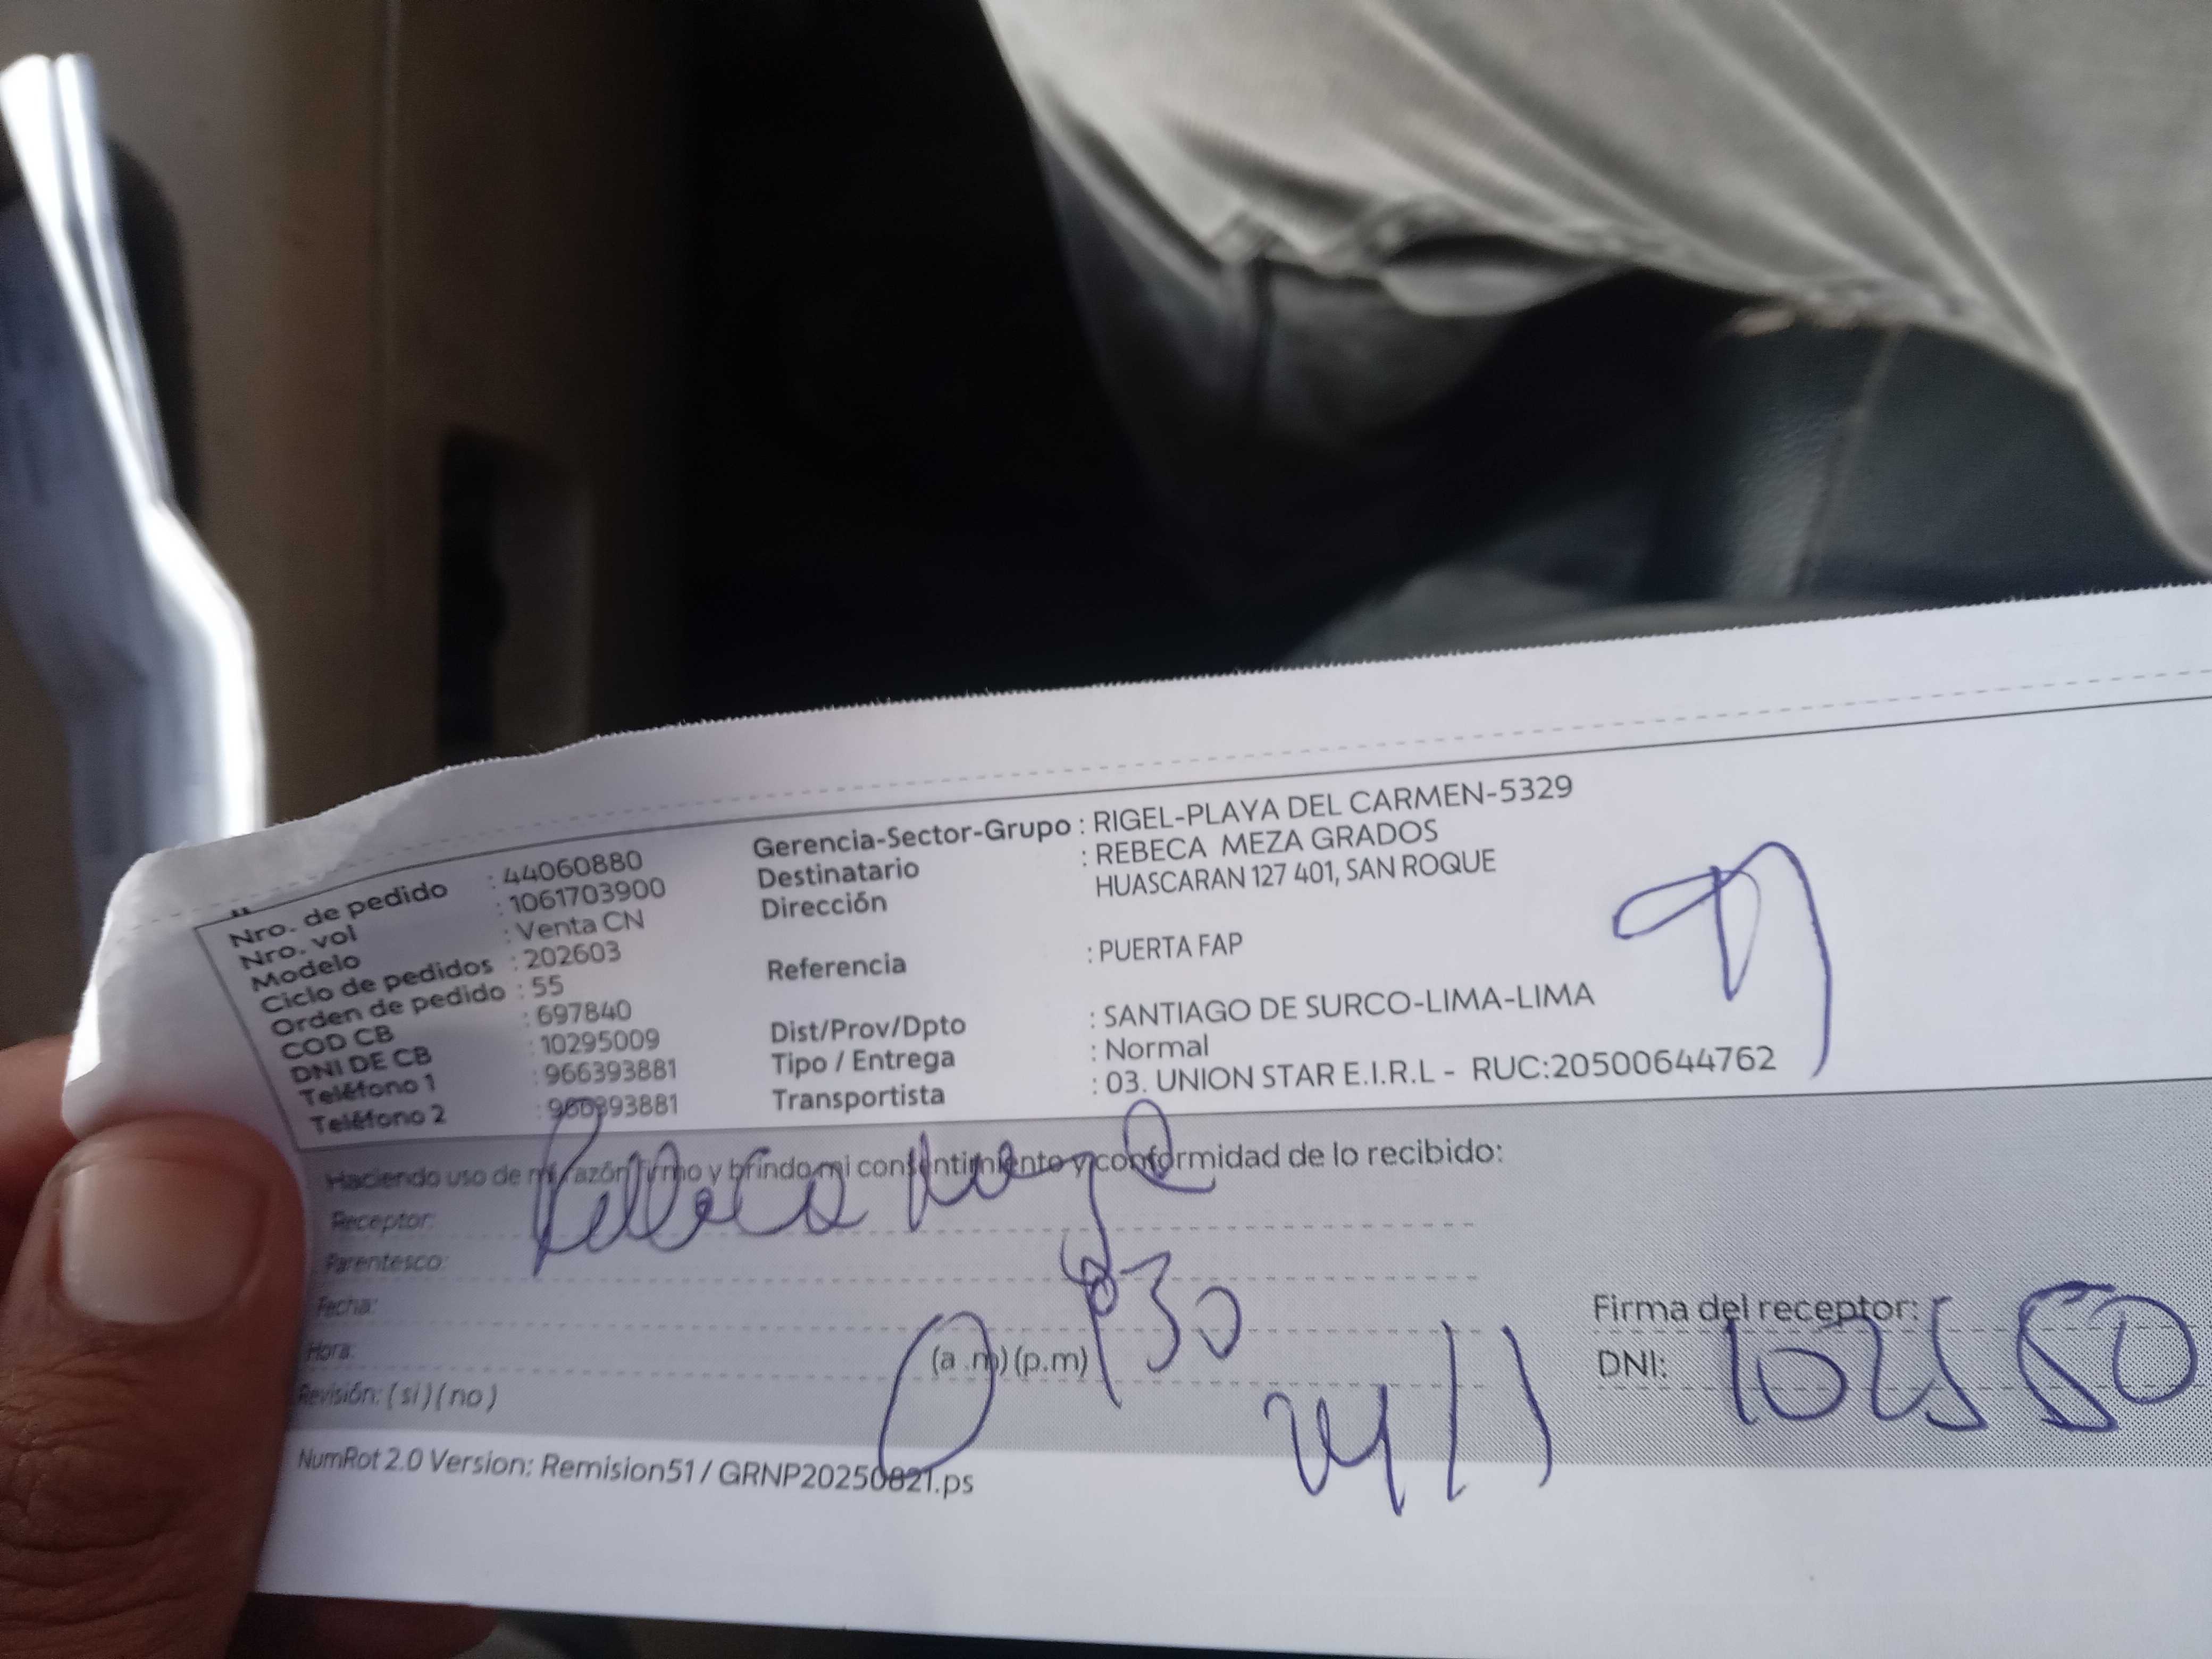 Nro. de pedido : 44060880
Nro. vol : 1061703900
Modelo : Venta CN
Ciclo de pedidos : 202603
Orden de pedido : 55
COD CB : 697840
DNI DE CB : 10295009
Teléfono 1 : 966393881
Teléfono 2 : 966393881
Gerencia-Sector-Grupo : RIGEL-PLAYA DEL CARMEN-5329
Destinatario : REBECA MEZA GRADOS
Dirección HUASCARAN 127 401, SAN ROQUE
Referencia : PUERTA FAP
Dist/Prov/Dpto : SANTIAGO DE SURCO-LIMA-LIMA
Tipo / Entrega : Normal
Transportista : 03. UNION STAR E.I.R.L - RUC:20500644762
Haciendo uso de mi razón firmo y brindo mi consentimiento y conformidad de lo recibido:
Receptor:
Parentesco:
Fecha:
Hora: (a .m) (p.m)
Revisión: ( si ) ( no )
Firma del receptor:
DNI:
NumRot 2.0 Version: Remision51 / GRNP20250821.ps